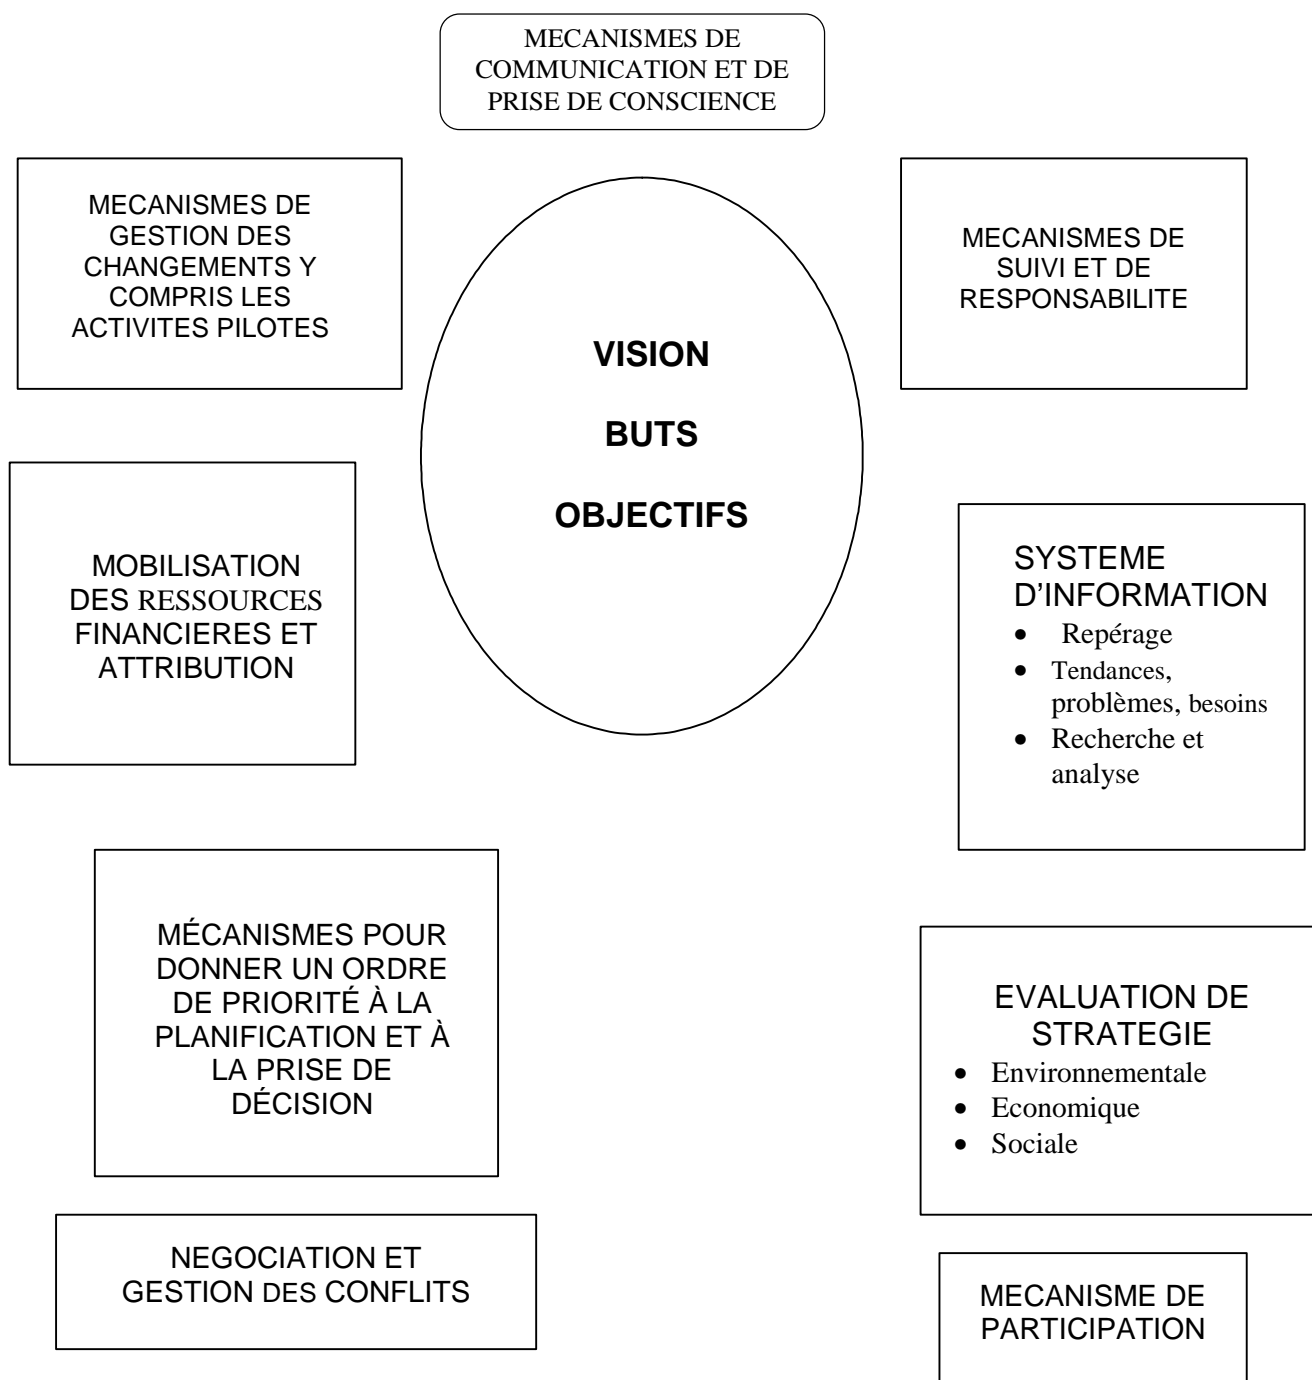 MECANISMES DE
COMMUNICATION ET DE
PRISE DE CONSCIENCE
MECANISMES DE
GESTION DES
CHANGEMENTS Y
COMPRIS LES
ACTIVITES PILOTES
VISION
BUTS
OBJECTIFS
MECANISMES DE
SUIVI ET DE
RESPONSABILITE
MOBILISATION
DES RESSOURCES
FINANCIERES ET
ATTRIBUTION
SYSTEME
D'INFORMATION
• Repérage
• Tendances,
problèmes, besoins
• Recherche et
analyse
MÉCANISMES POUR
DONNER UN ORDRE
DE PRIORITÉ À LA
PLANIFICATION ET À
LA PRISE DE
DÉCISION
EVALUATION DE
STRATEGIE
• Environnementale
• Economique
• Sociale
NEGOCIATION ET
GESTION DES CONFLITS
MECANISME DE
PARTICIPATION